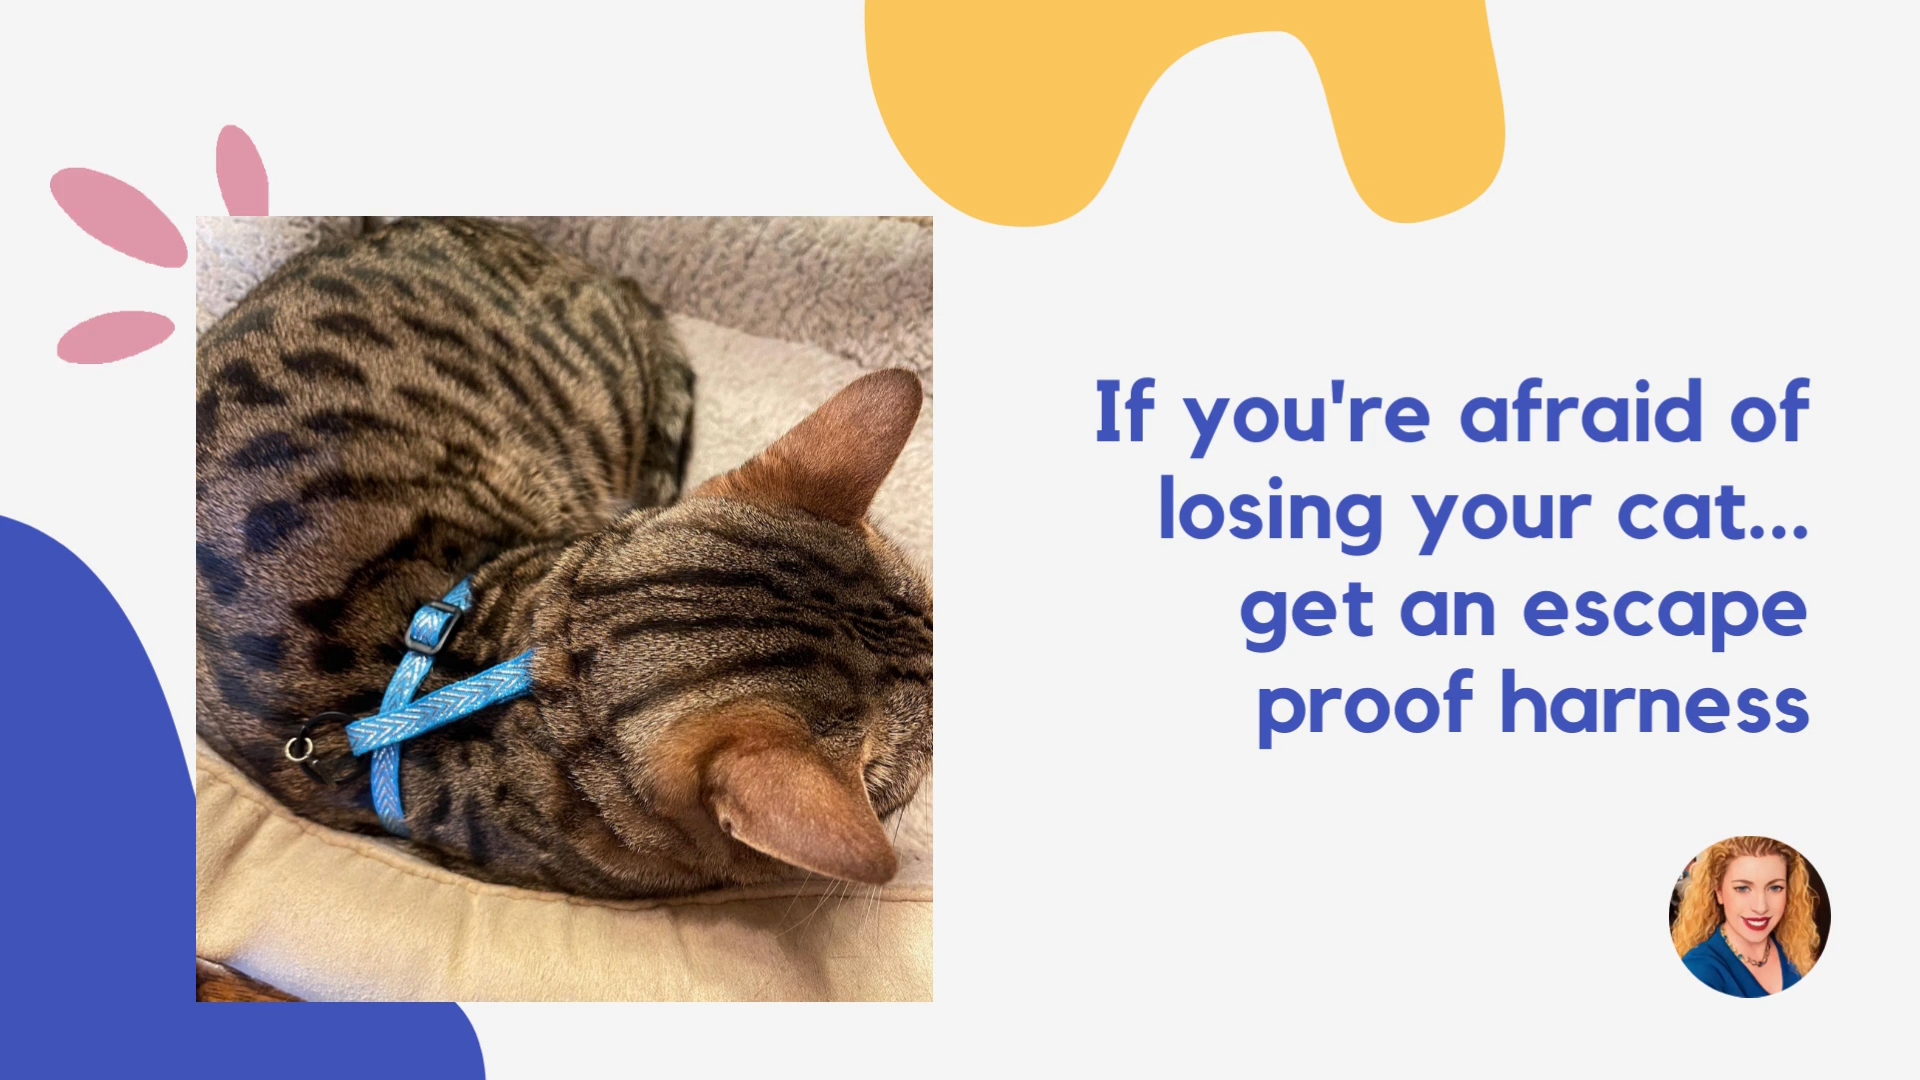 If you're afraid of
losing your cat...
get an escape
proof harness